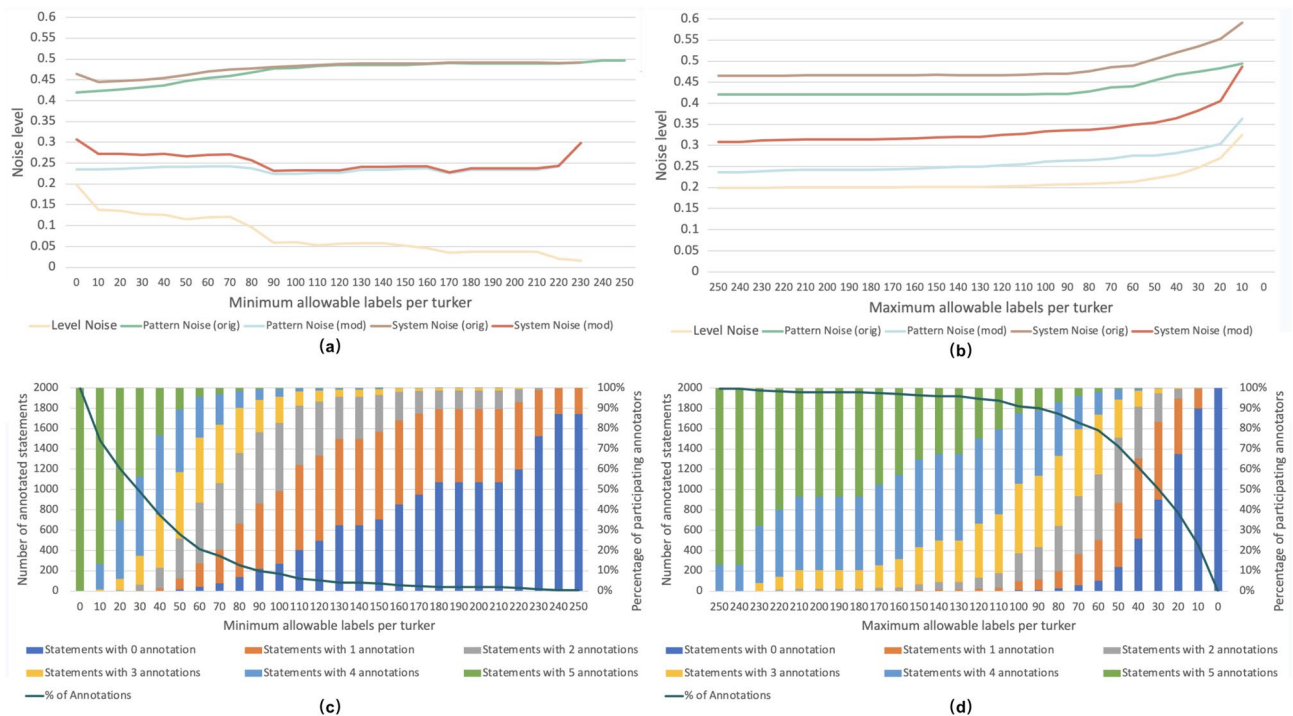 0.6
0.55
0.5
0.45
0.4
0.35
0.3
0.25
0.2
0.15
0.1
0.05
0
Noise level
0 10 20 30 40 50 60 70 80 90 100 110 120 130 140 150 160 170 180 190 200 210 220 230 240 250
Minimum allowable labels per turker
Level Noise Pattern Noise (orig) Pattern Noise (mod) System Noise (orig) System Noise (mod)
(a)
0.6
0.55
0.5
0.45
0.4
0.35
0.3
0.25
0.2
0.15
0.1
0.05
0
Noise level
250 240 230 220 210 200 190 180 170 160 150 140 130 120 110 100 90 80 70 60 50 40 30 20 10 0
Maximum allowable labels per turker
Level Noise Pattern Noise (orig) Pattern Noise (mod) System Noise (orig) System Noise (mod)
(b)
2000
1800
1600
1400
1200
1000
800
600
400
200
0
Number of annotated statements
100%
90%
80%
70%
60%
50%
40%
30%
20%
10%
0%
Percentage of participating annotators
0 10 20 30 40 50 60 70 80 90 100 110 120 130 140 150 160 170 180 190 200 210 220 230 240 250
Minimum allowable labels per turker
Statements with 0 annotation Statements with 1 annotation Statements with 2 annotations
Statements with 3 annotations Statements with 4 annotations Statements with 5 annotations
% of Annotations
(c)
2000
1800
1600
1400
1200
1000
800
600
400
200
0
Number of annotated statements
100%
90%
80%
70%
60%
50%
40%
30%
20%
10%
0%
Percentage of participating annotators
250 240 230 220 210 200 190 180 170 160 150 140 130 120 110 100 90 80 70 60 50 40 30 20 10 0
Maximum allowable labels per turker
Statements with 0 annotation Statements with 1 annotation Statements with 2 annotations
Statements with 3 annotations Statements with 4 annotations Statements with 5 annotations
% of Annotations
(d)